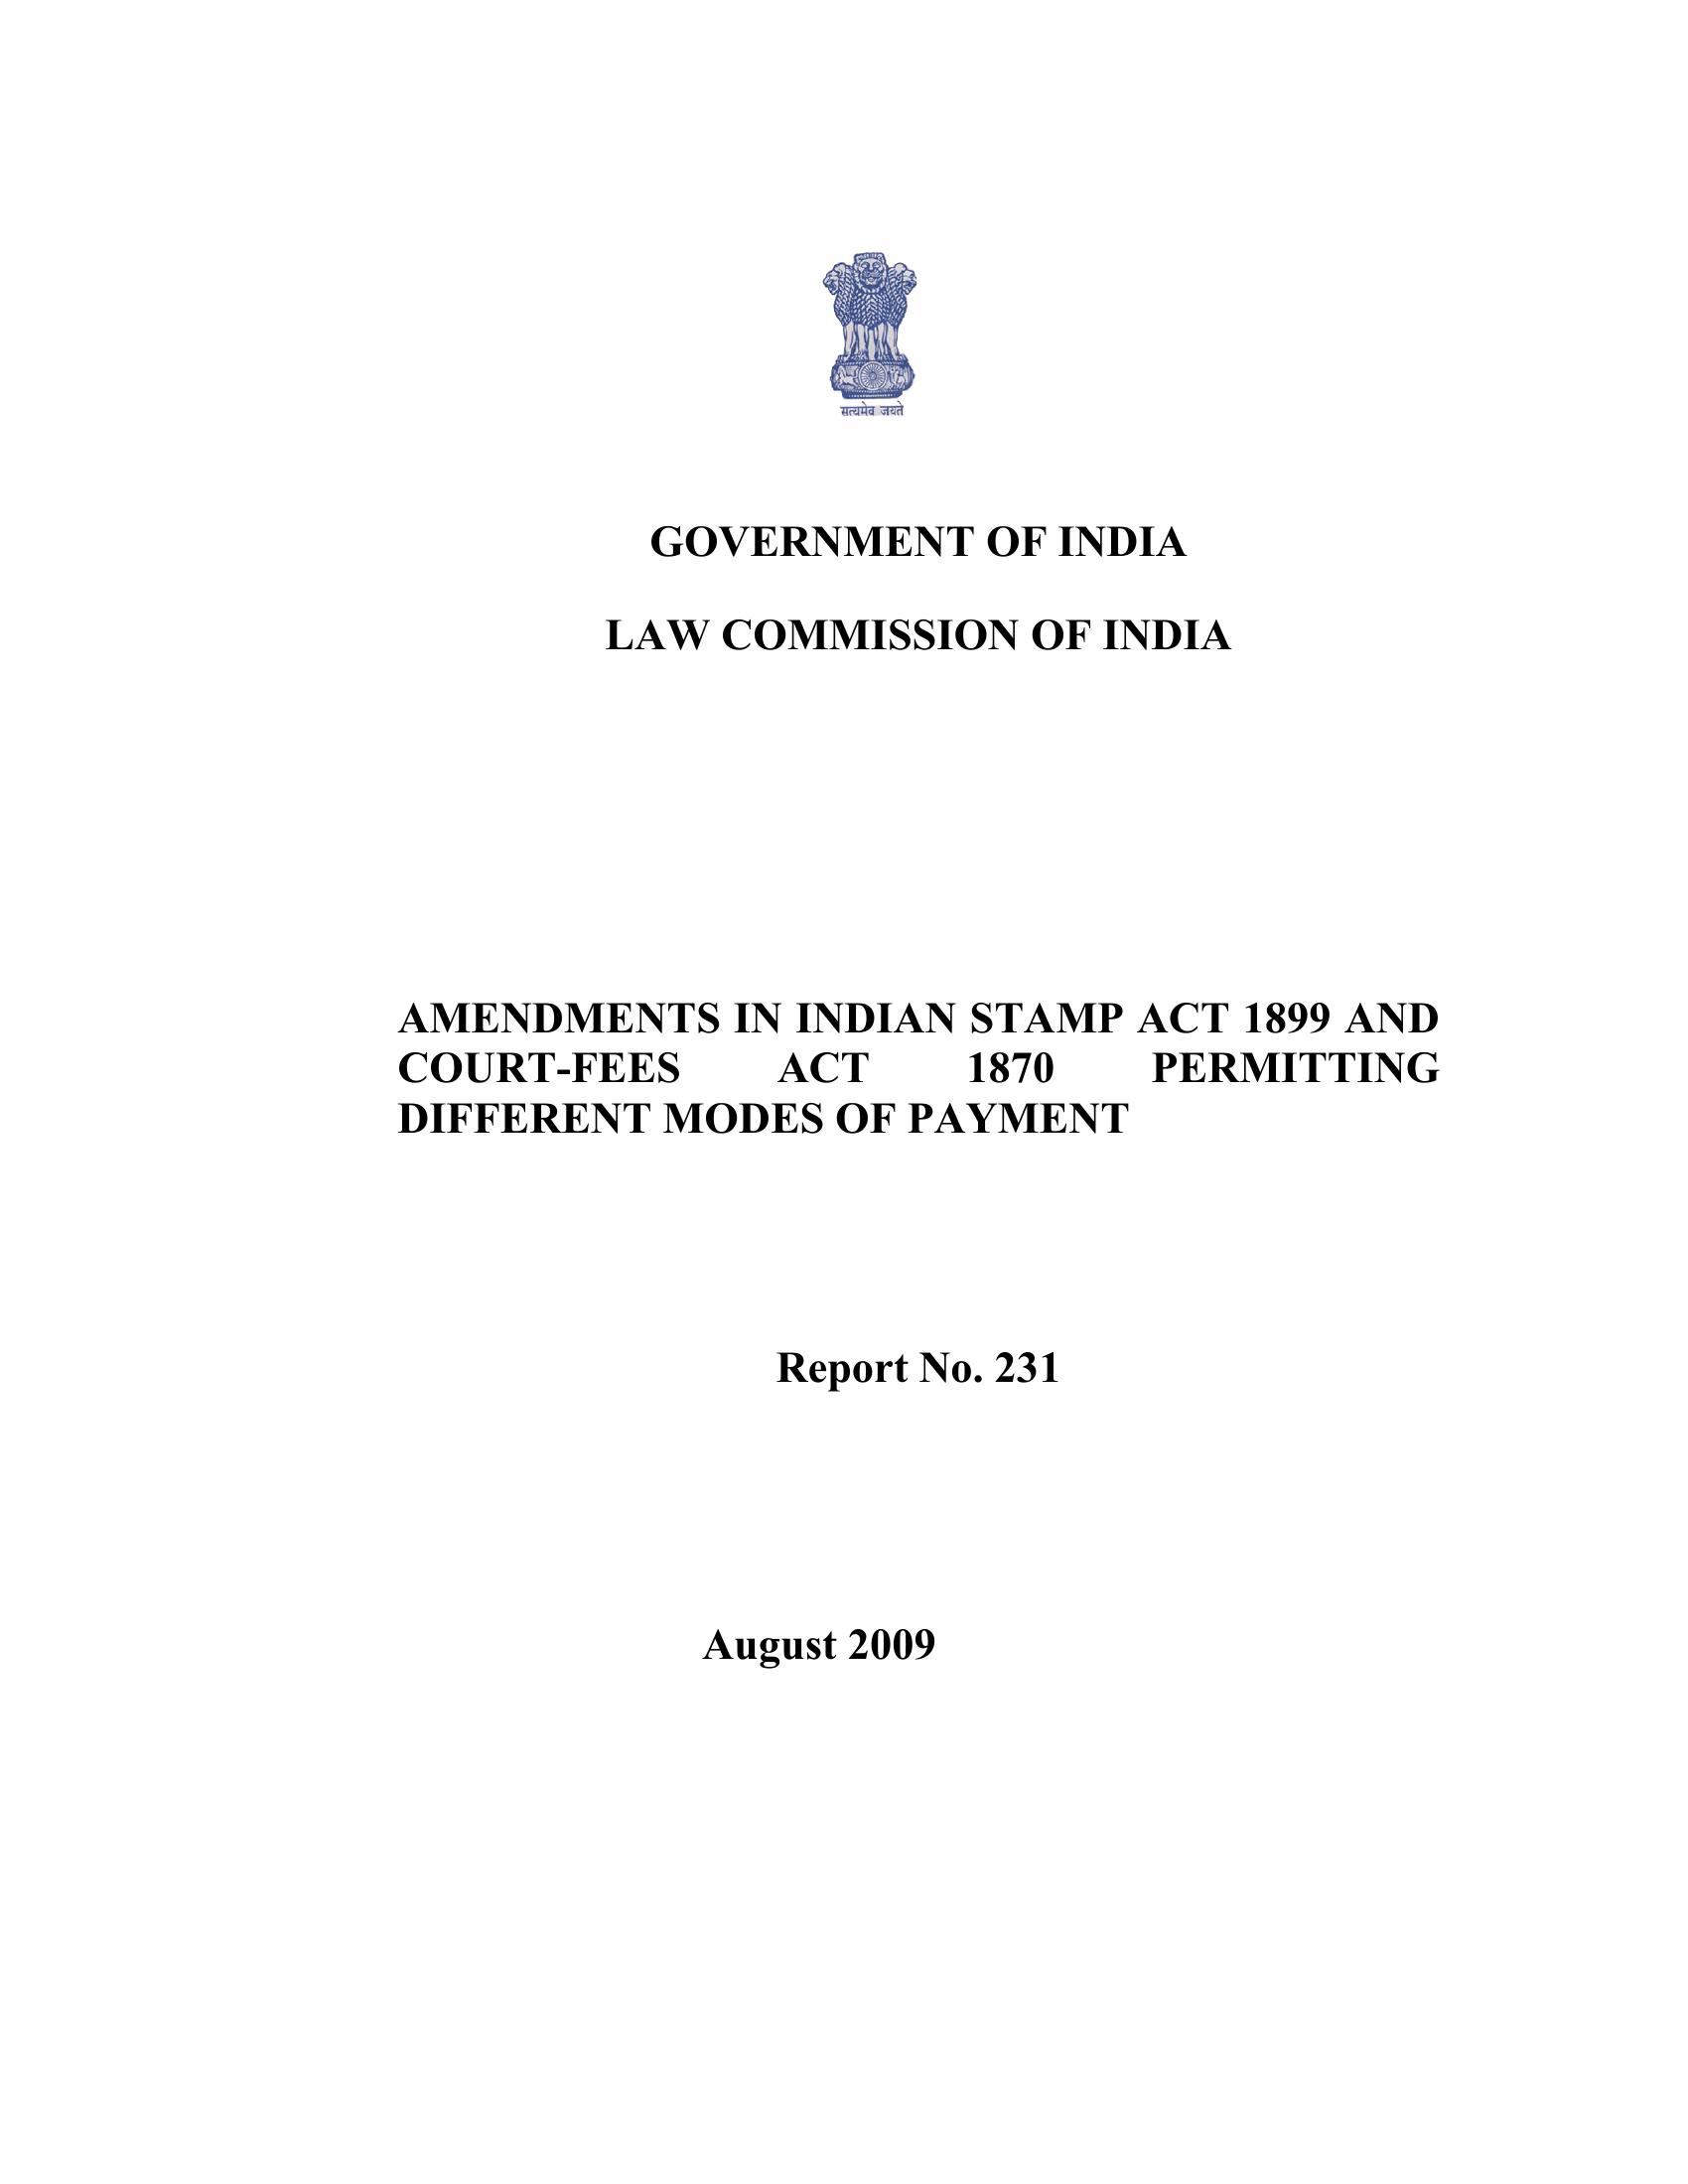 सत्यमेव जयते
GOVERNMENT OF INDIA
LAW COMMISSION OF INDIA
AMENDMENTS IN INDIAN STAMP ACT 1899 AND
COURT-FEES ACT 1870 PERMITTING
DIFFERENT MODES OF PAYMENT
Report No. 231
August 2009